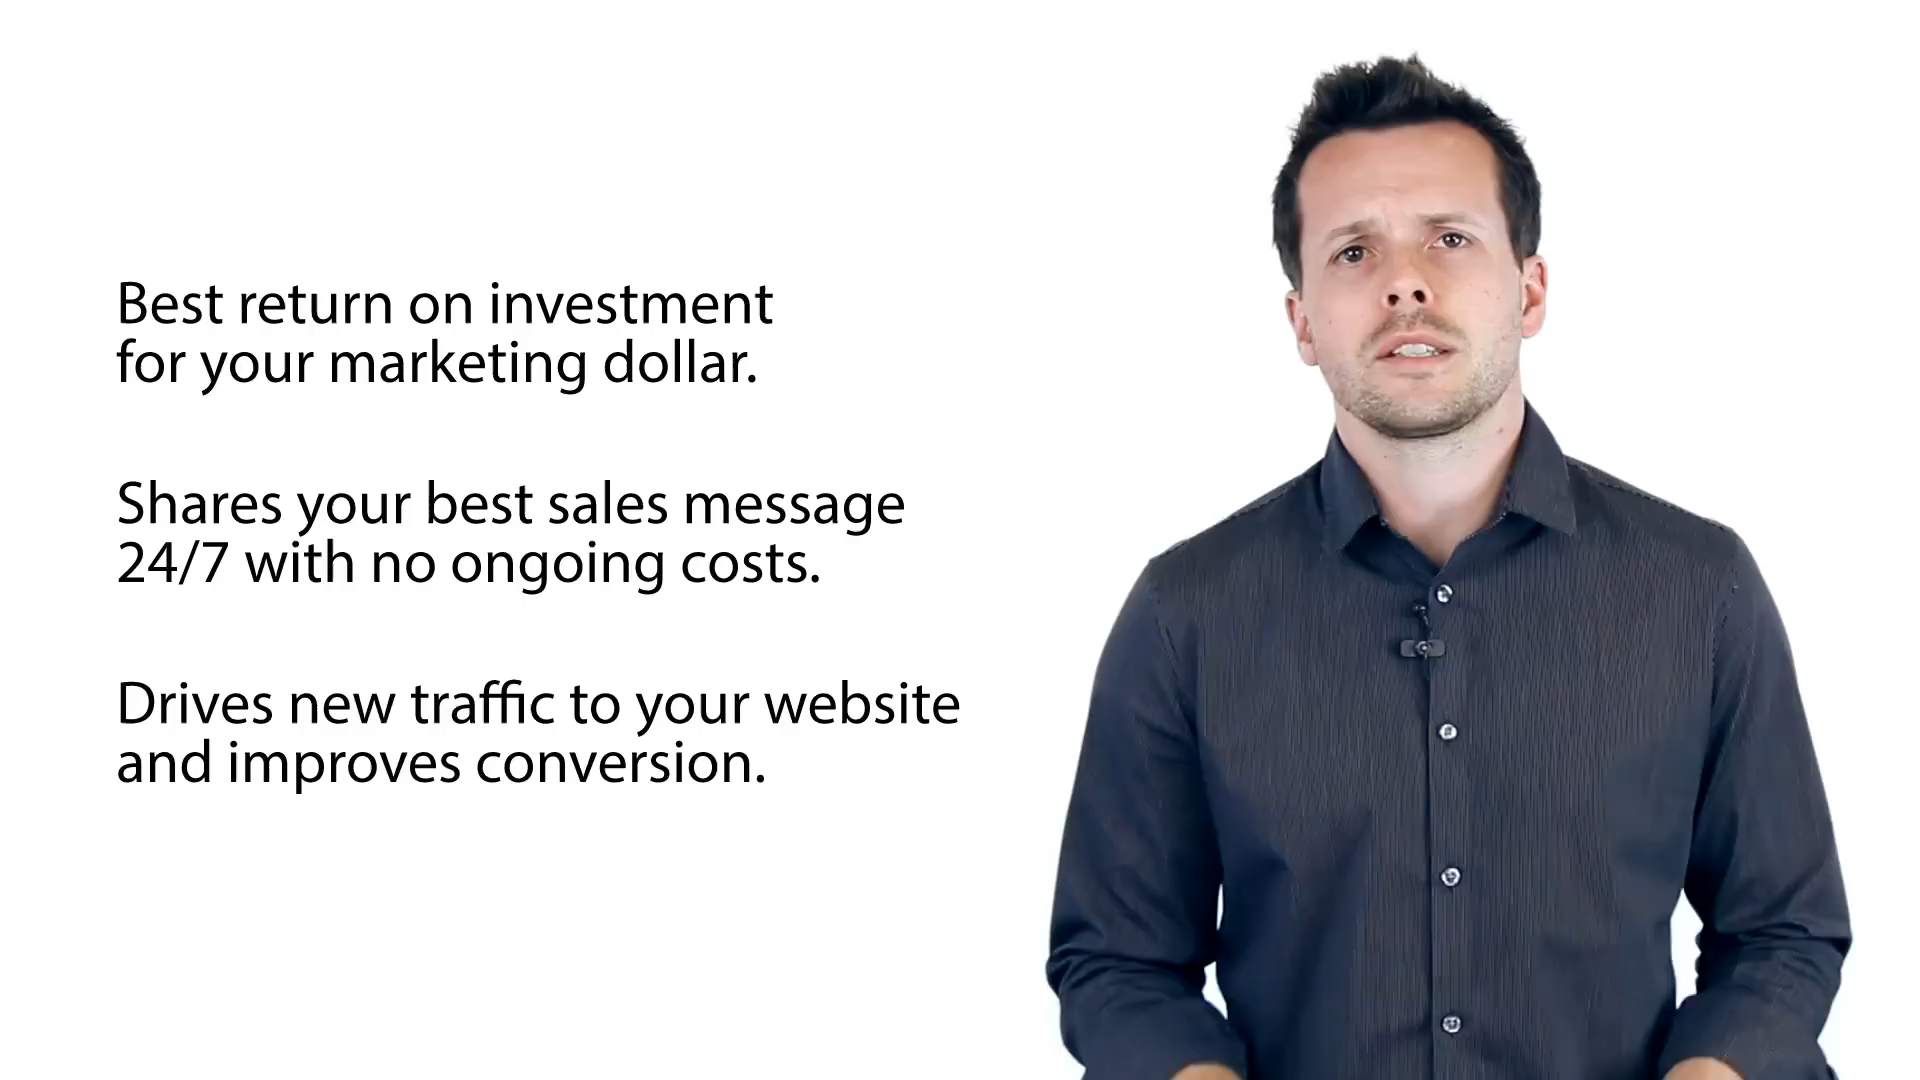 Best return on investment
for your marketing dollar.
Shares your best sales message
24/7 with no ongoing costs.
Drives new traffic to your website
and improves conversion.